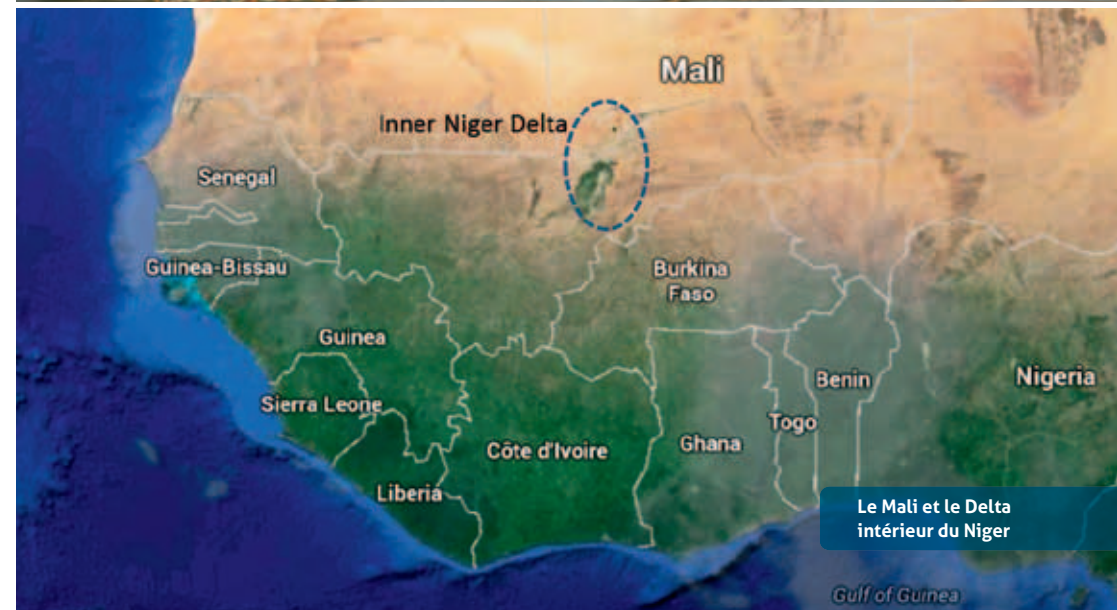 Mali
Inner Niger Delta
Senegal
Guinea-Bissau
Burkina
Faso
Guinea
Benin
Nigeria
Sierra Leone
Togo
Côte d'Ivoire
Ghana
Liberia
Le Mali et le Delta
intérieur du Niger
Gulf of Guinea